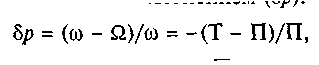 δp = (ω – Ω)/ω = –(T – Π)/Π,